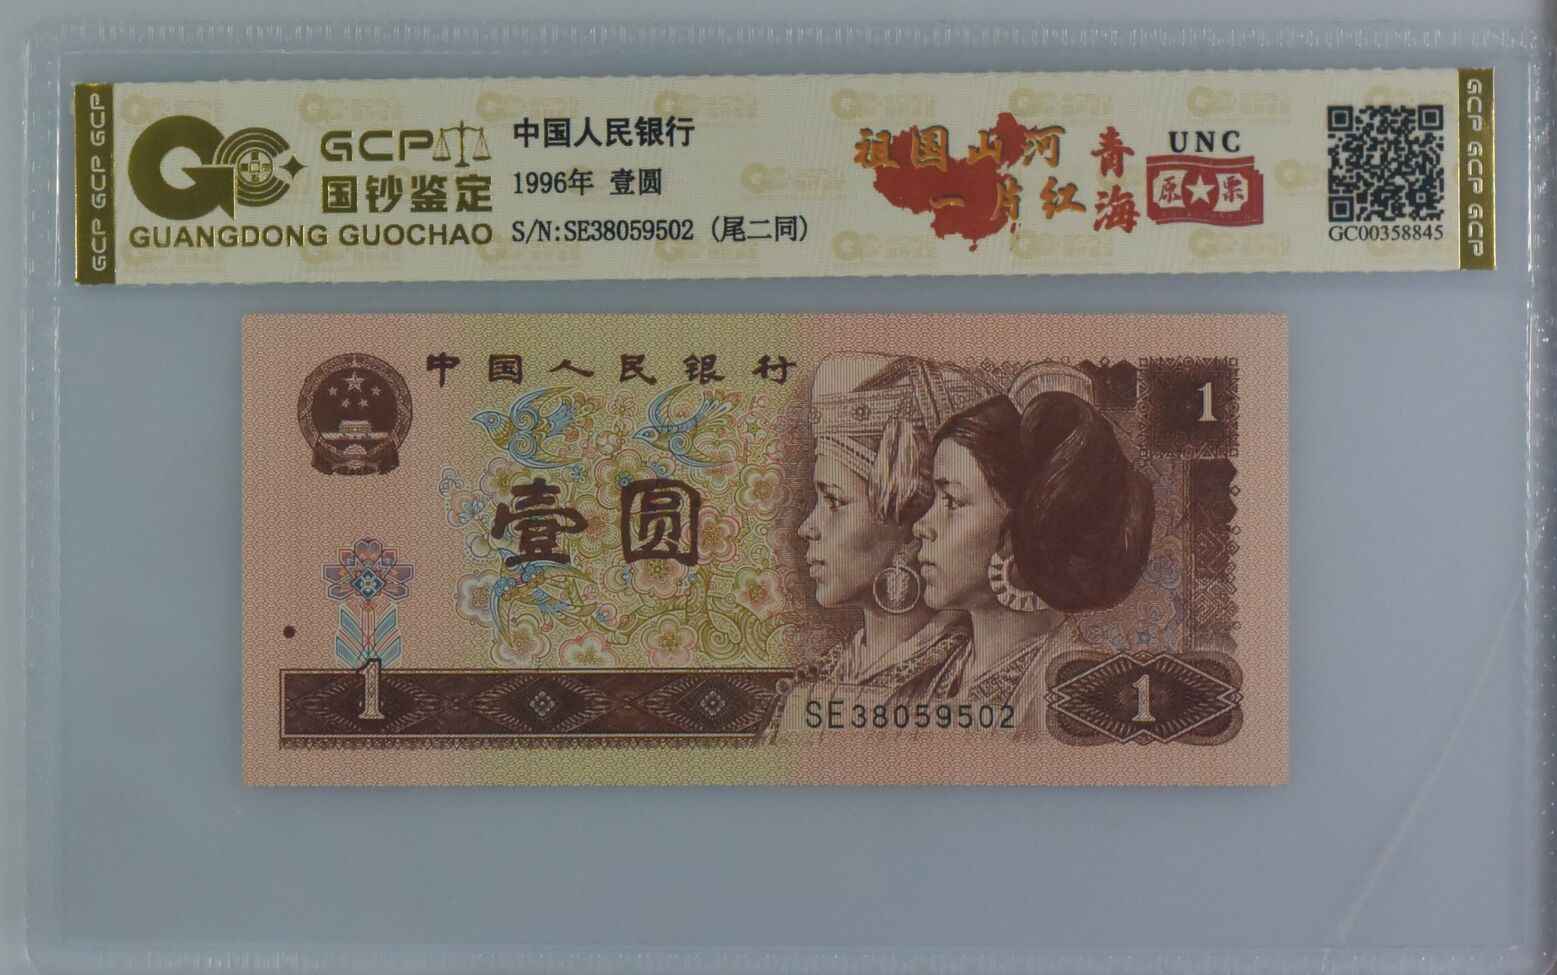 GCP GCP GCP
GCP
国钞鉴定
GUANGDONG GUOCHAO
中国人民银行
1996年 壹圆
S/N:SE38059502 (尾二同)
祖国山河
一片红
青海
UNC
原票
GC00358845
GCP GCP GCP
中国人民银行
1
壹圆
1
SE38059502
1